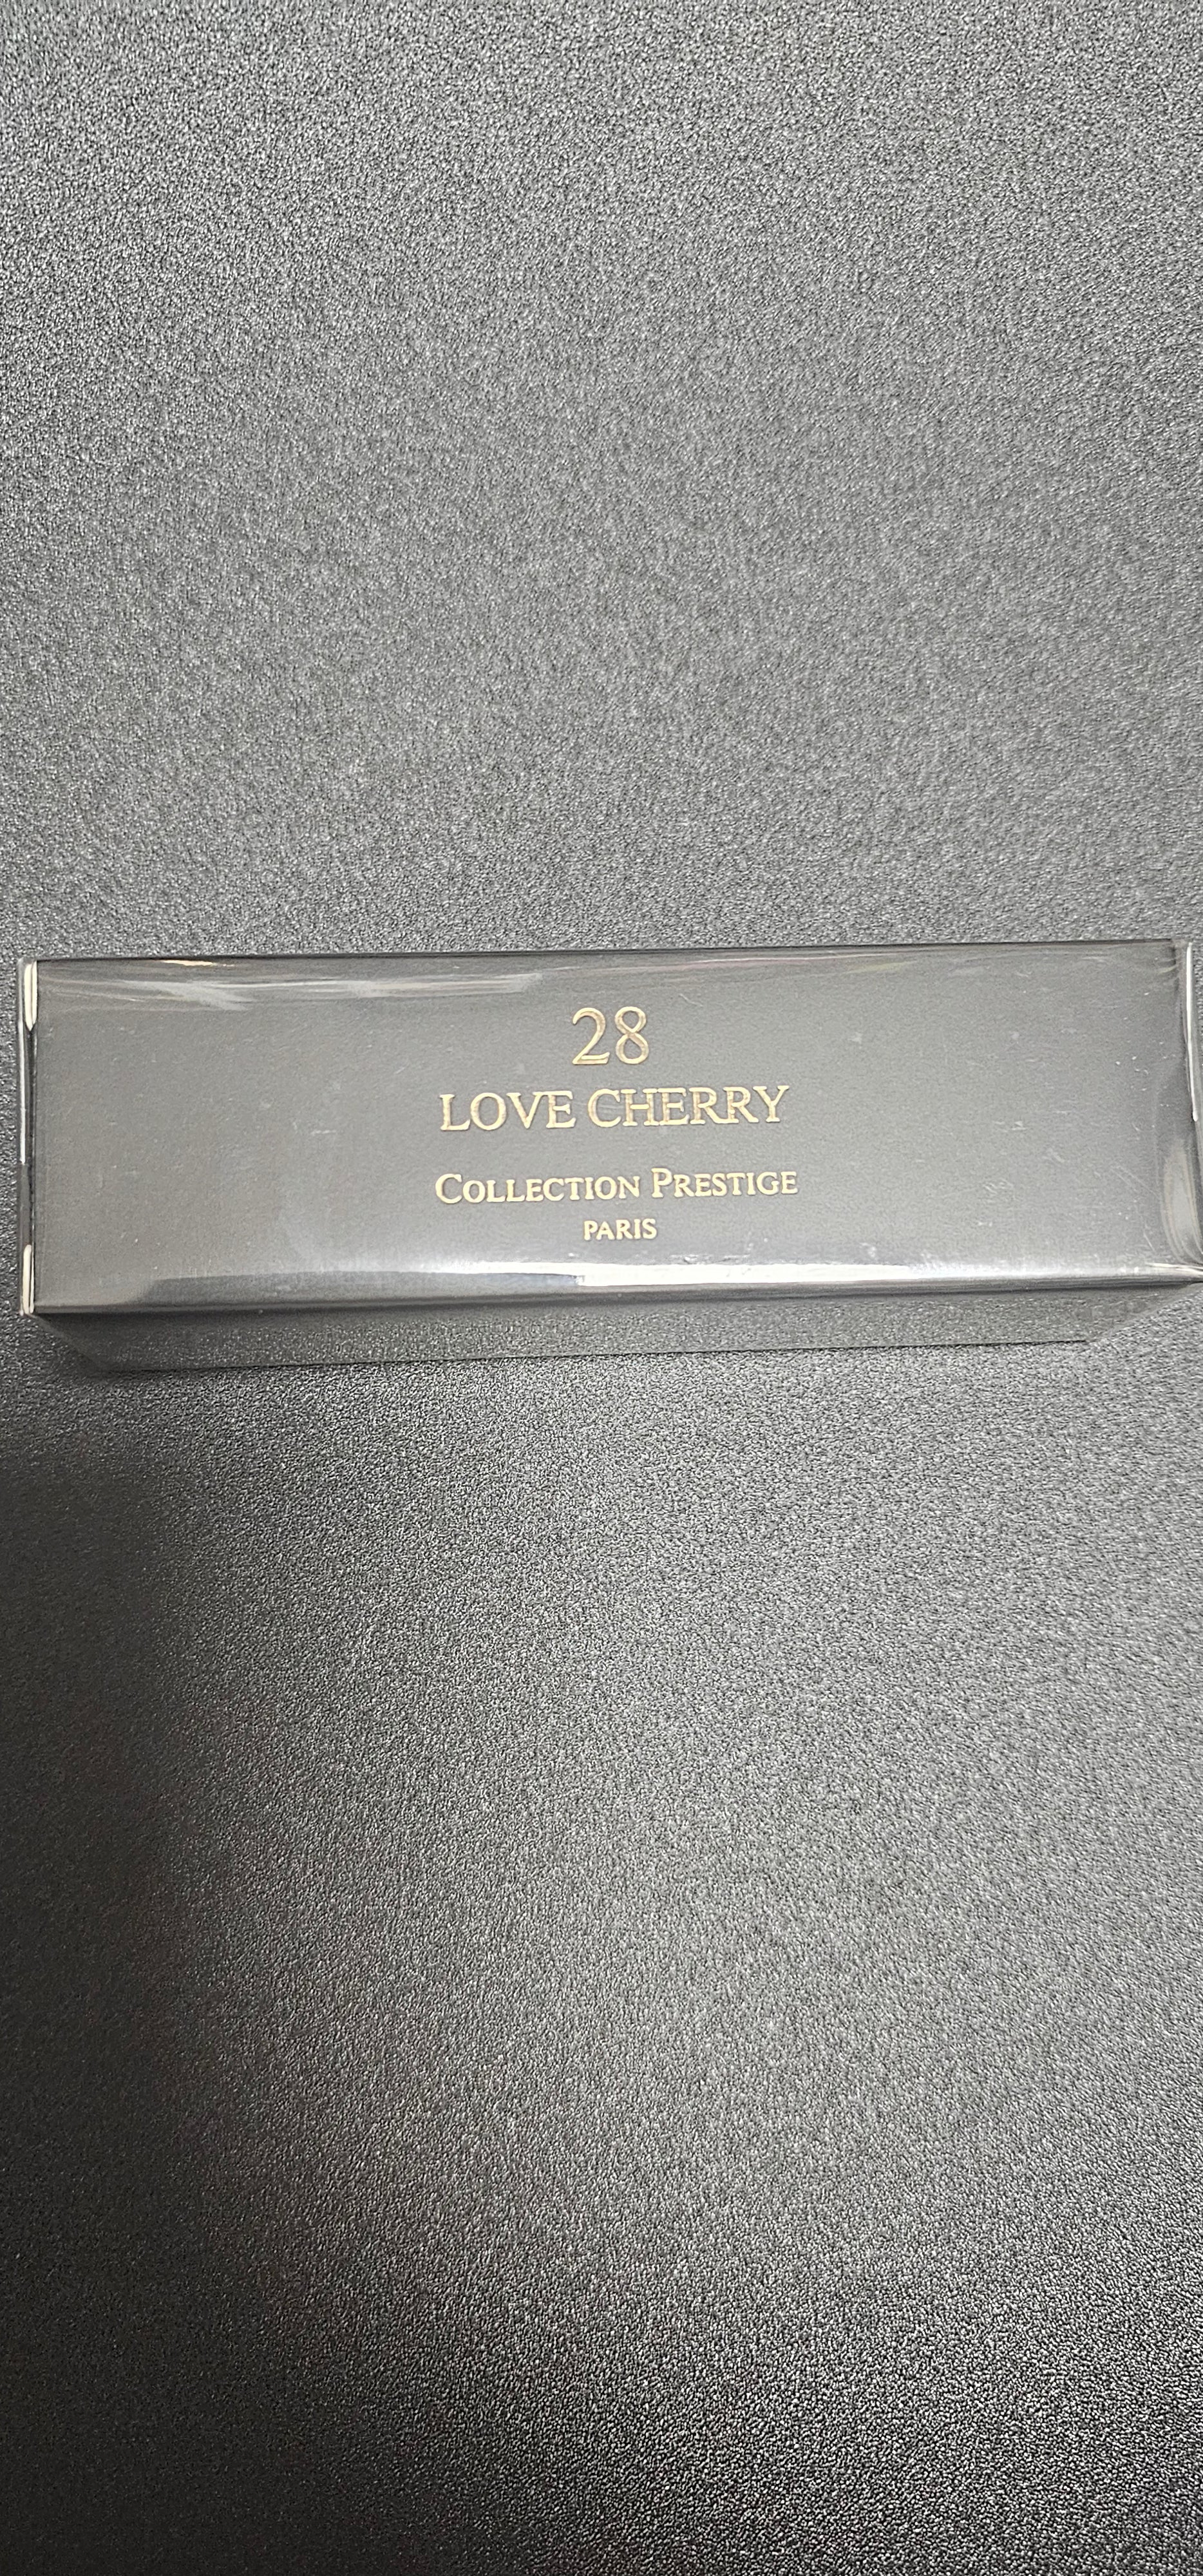 28
LOVE CHERRY
COLLECTION PRESTIGE
PARIS